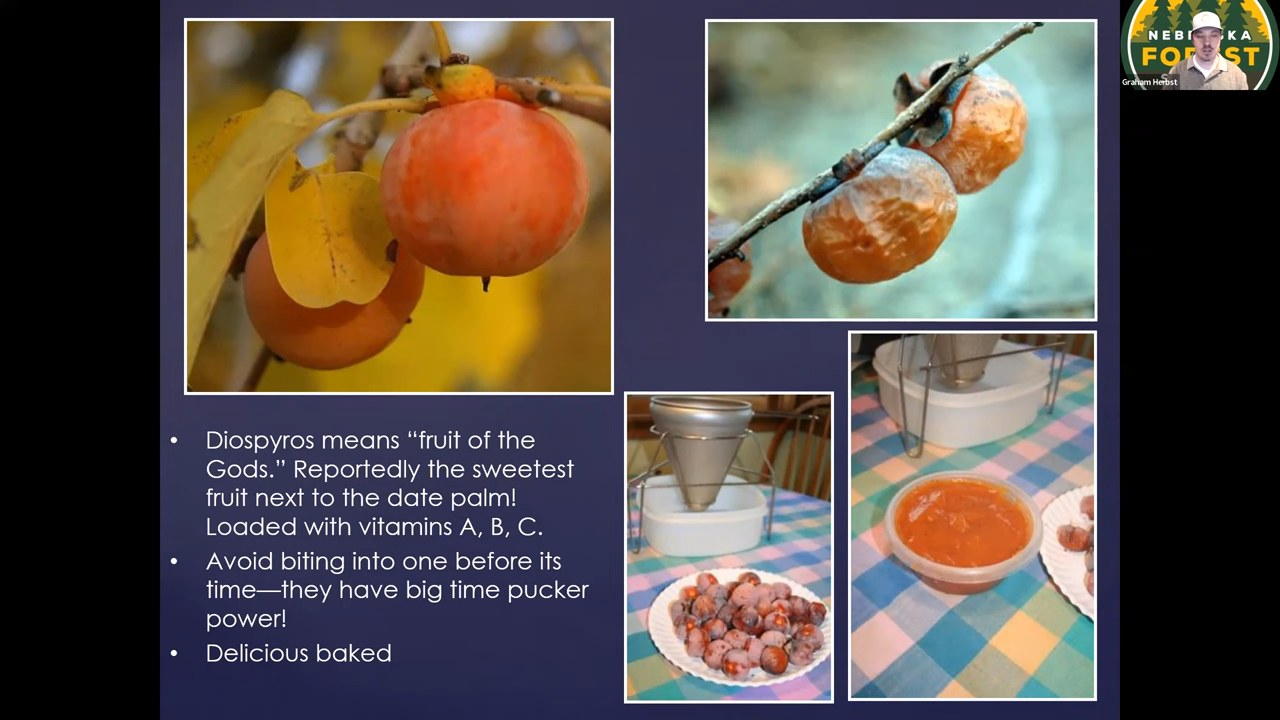 NEBRASKA
FOREST
Graham Herbst
• Diospyros means “fruit of the
Gods.” Reportedly the sweetest
fruit next to the date palm!
Loaded with vitamins A, B, C.
• Avoid biting into one before its
time—they have big time pucker
power!
• Delicious baked